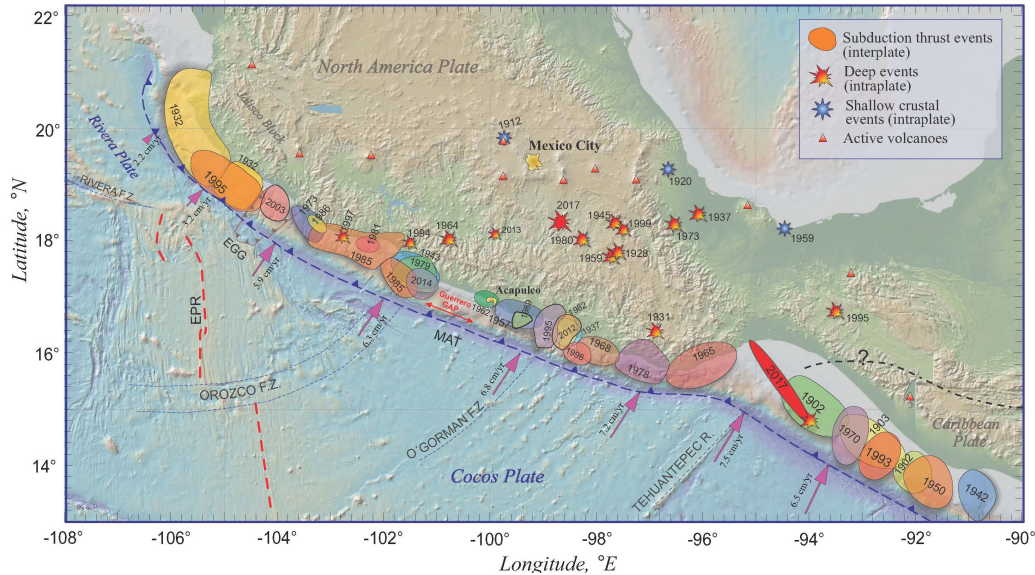 22°
20°
18°
16°
14°
Latitude, °N
-108
-106
-104
-102
-100
-98
-96
-94
-92
-90
Longitude, °E
Subduction thrust events
(interplate)
Deep events
(intraplate)
Shallow crustal
events (intraplate)
Active volcanoes
North America Plate
Jalisco Block
Rivera Plate
RIVERA F.Z.
2.2 cm/yr
1932
1932
1995
3.2 cm/yr
2003
1973
1986
1997
1981
1985
EGG
5.9 cm/yr
EPR
OROZCO F.Z.
6.3 cm/yr
1994
1943
1979
1985
2014
1964
2013
Guerrero
GAP
MAT
1912
Mexico City
2017
1980
1945
1999
1959
1928
1973
1937
1920
1959
1931
1995
Acapulco
1962
1957
1989
1995
1982
2012
1937
1996
1968
1978
1965
6.8 cm/yr
O´GORMAN F.Z.
7.2 cm/yr
Cocos Plate
TEHUANTEPEC R.
7.5 cm/yr
6.5 cm/yr
2017
1902
1970
1903
1993
1902
1950
1942
?
Caribbean
Plate